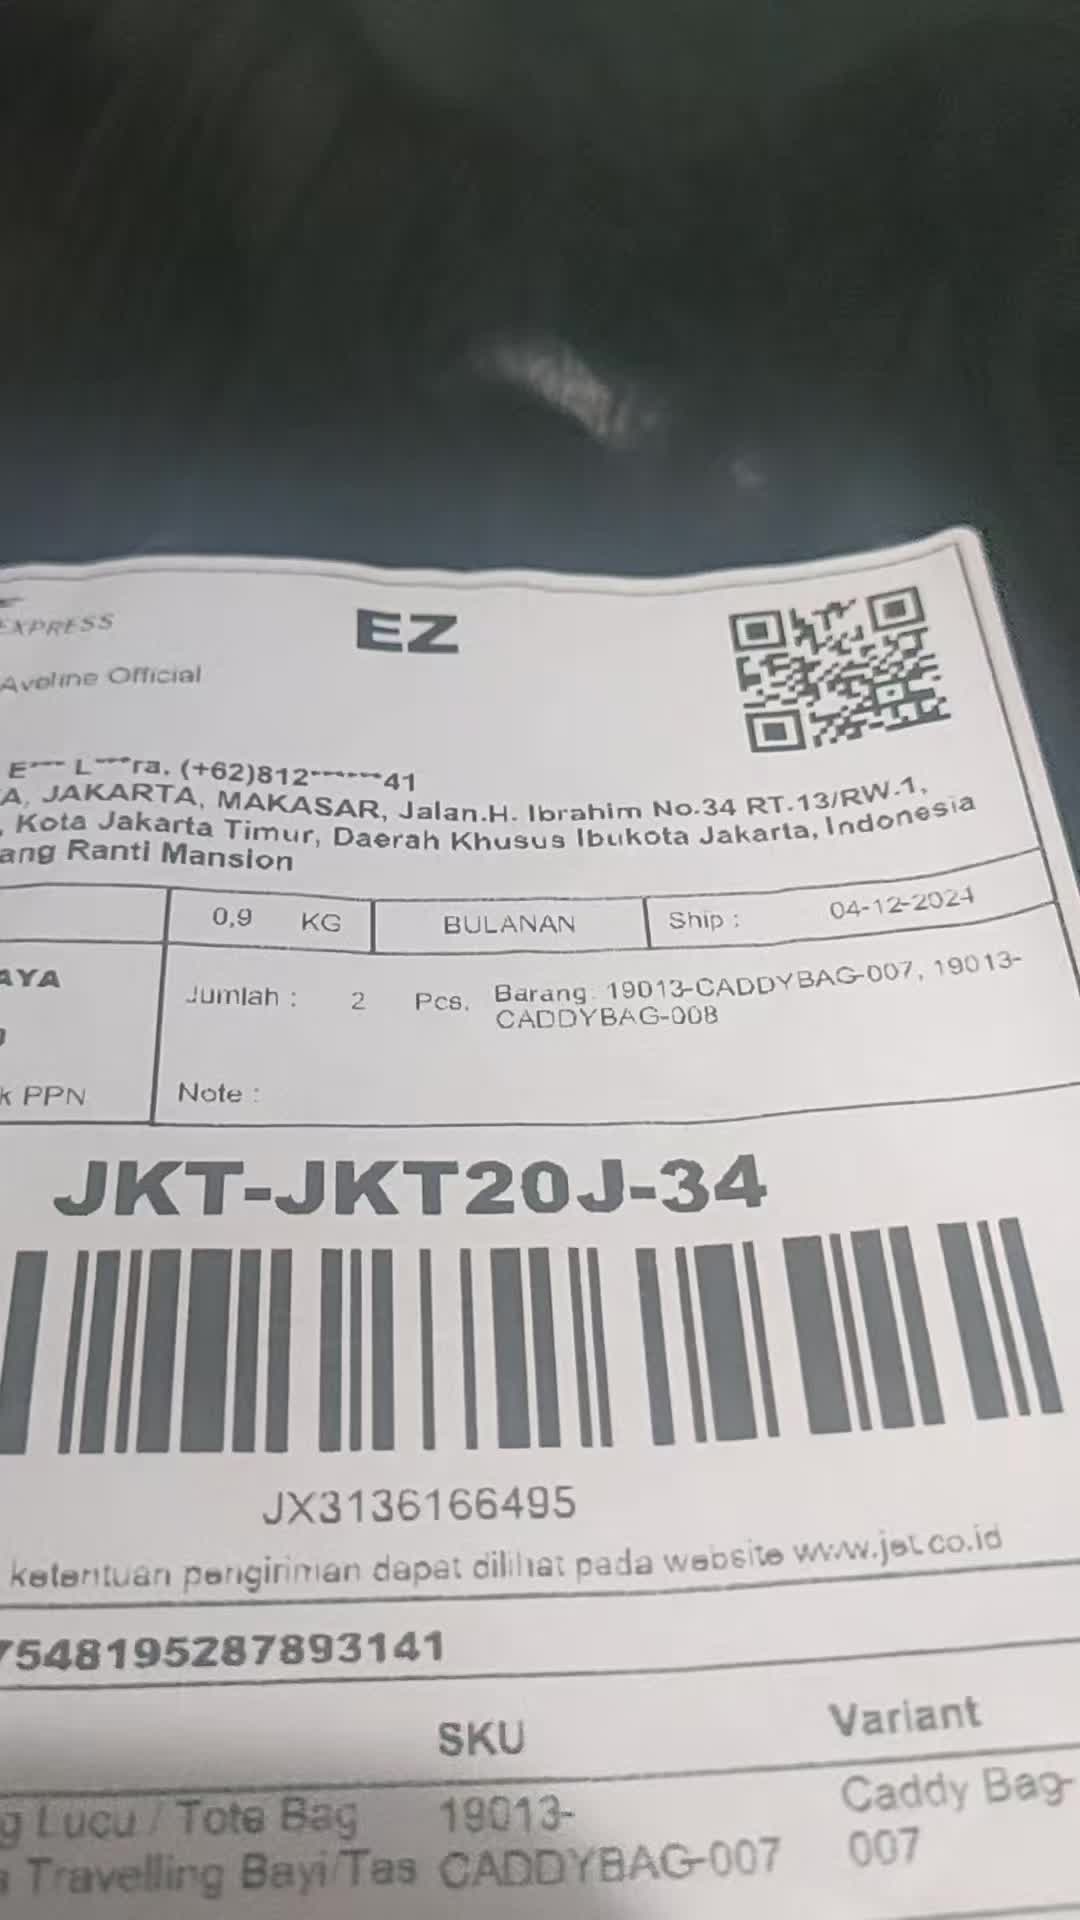 EXPRESS
EZ
Aveline Official
E*** L***ra, (+62)812******41
A, JAKARTA, MAKASAR, Jalan.H. Ibrahim No.34 RT.13/RW.1,
, Kota Jakarta Timur, Daerah Khusus Ibukota Jakarta, Indonesia
ang Ranti Mansion
0,9 KG BULANAN Ship : 04-12-2024
AYA
Jumlah : 2 Pcs. Barang: 19013-CADDYBAG-007, 19013-
CADDYBAG-008
k PPN
Note :
JKT-JKT20J-34
JX3136166495
ketentuan pengiriman dapat dilihat pada website www.jet.co.id
7548195287893141
SKU Variant
g Lucu / Tote Bag 19013- Caddy Bag-
Travelling Bayi/Tas CADDYBAG-007 007